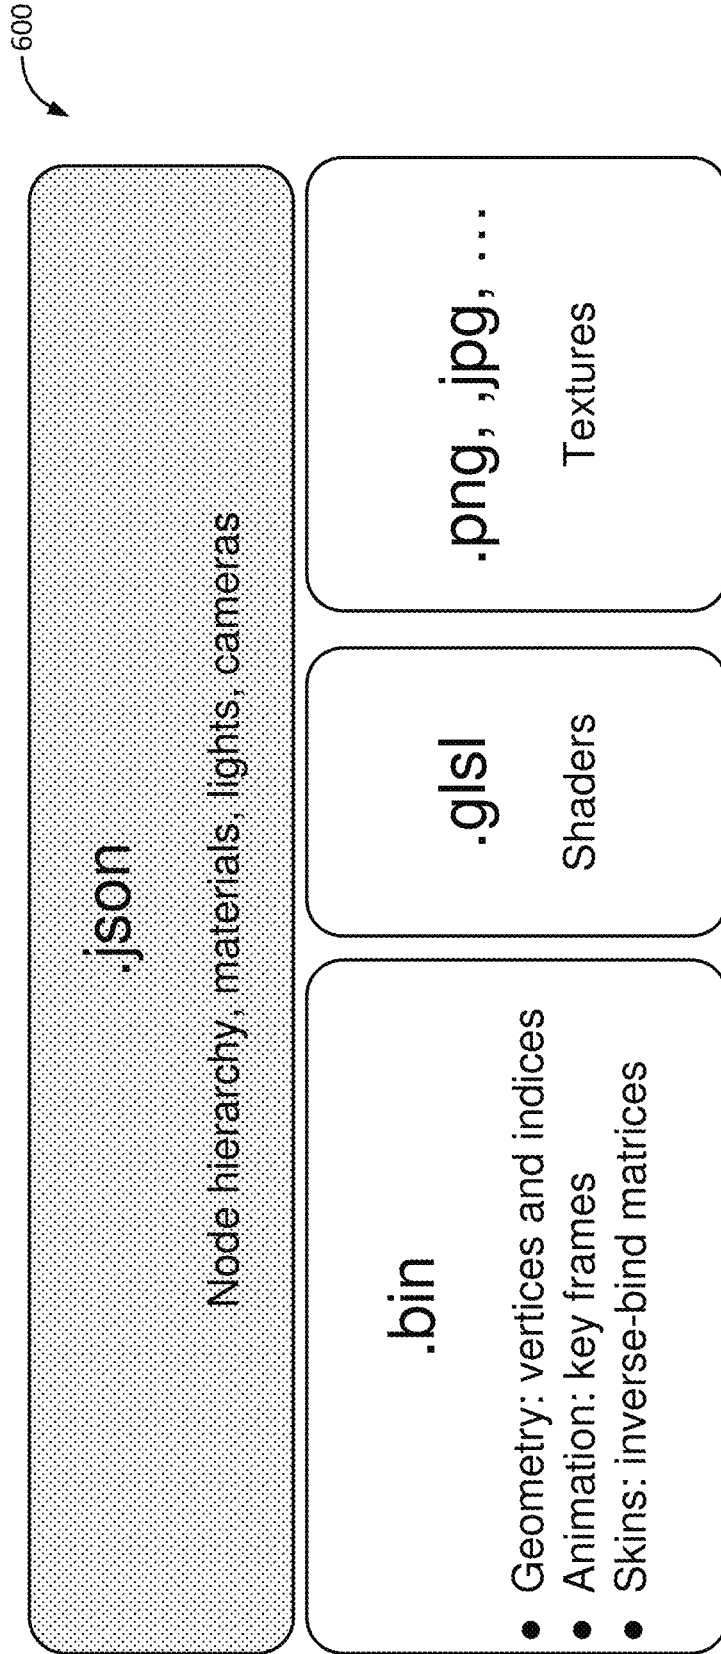 600
.json
Node hierarchy, materials, lights, cameras
.bin
● Geometry: vertices and indices
● Animation: key frames
● Skins: inverse-bind matrices
.glsl
Shaders
.png, ,jpg, ...
Textures